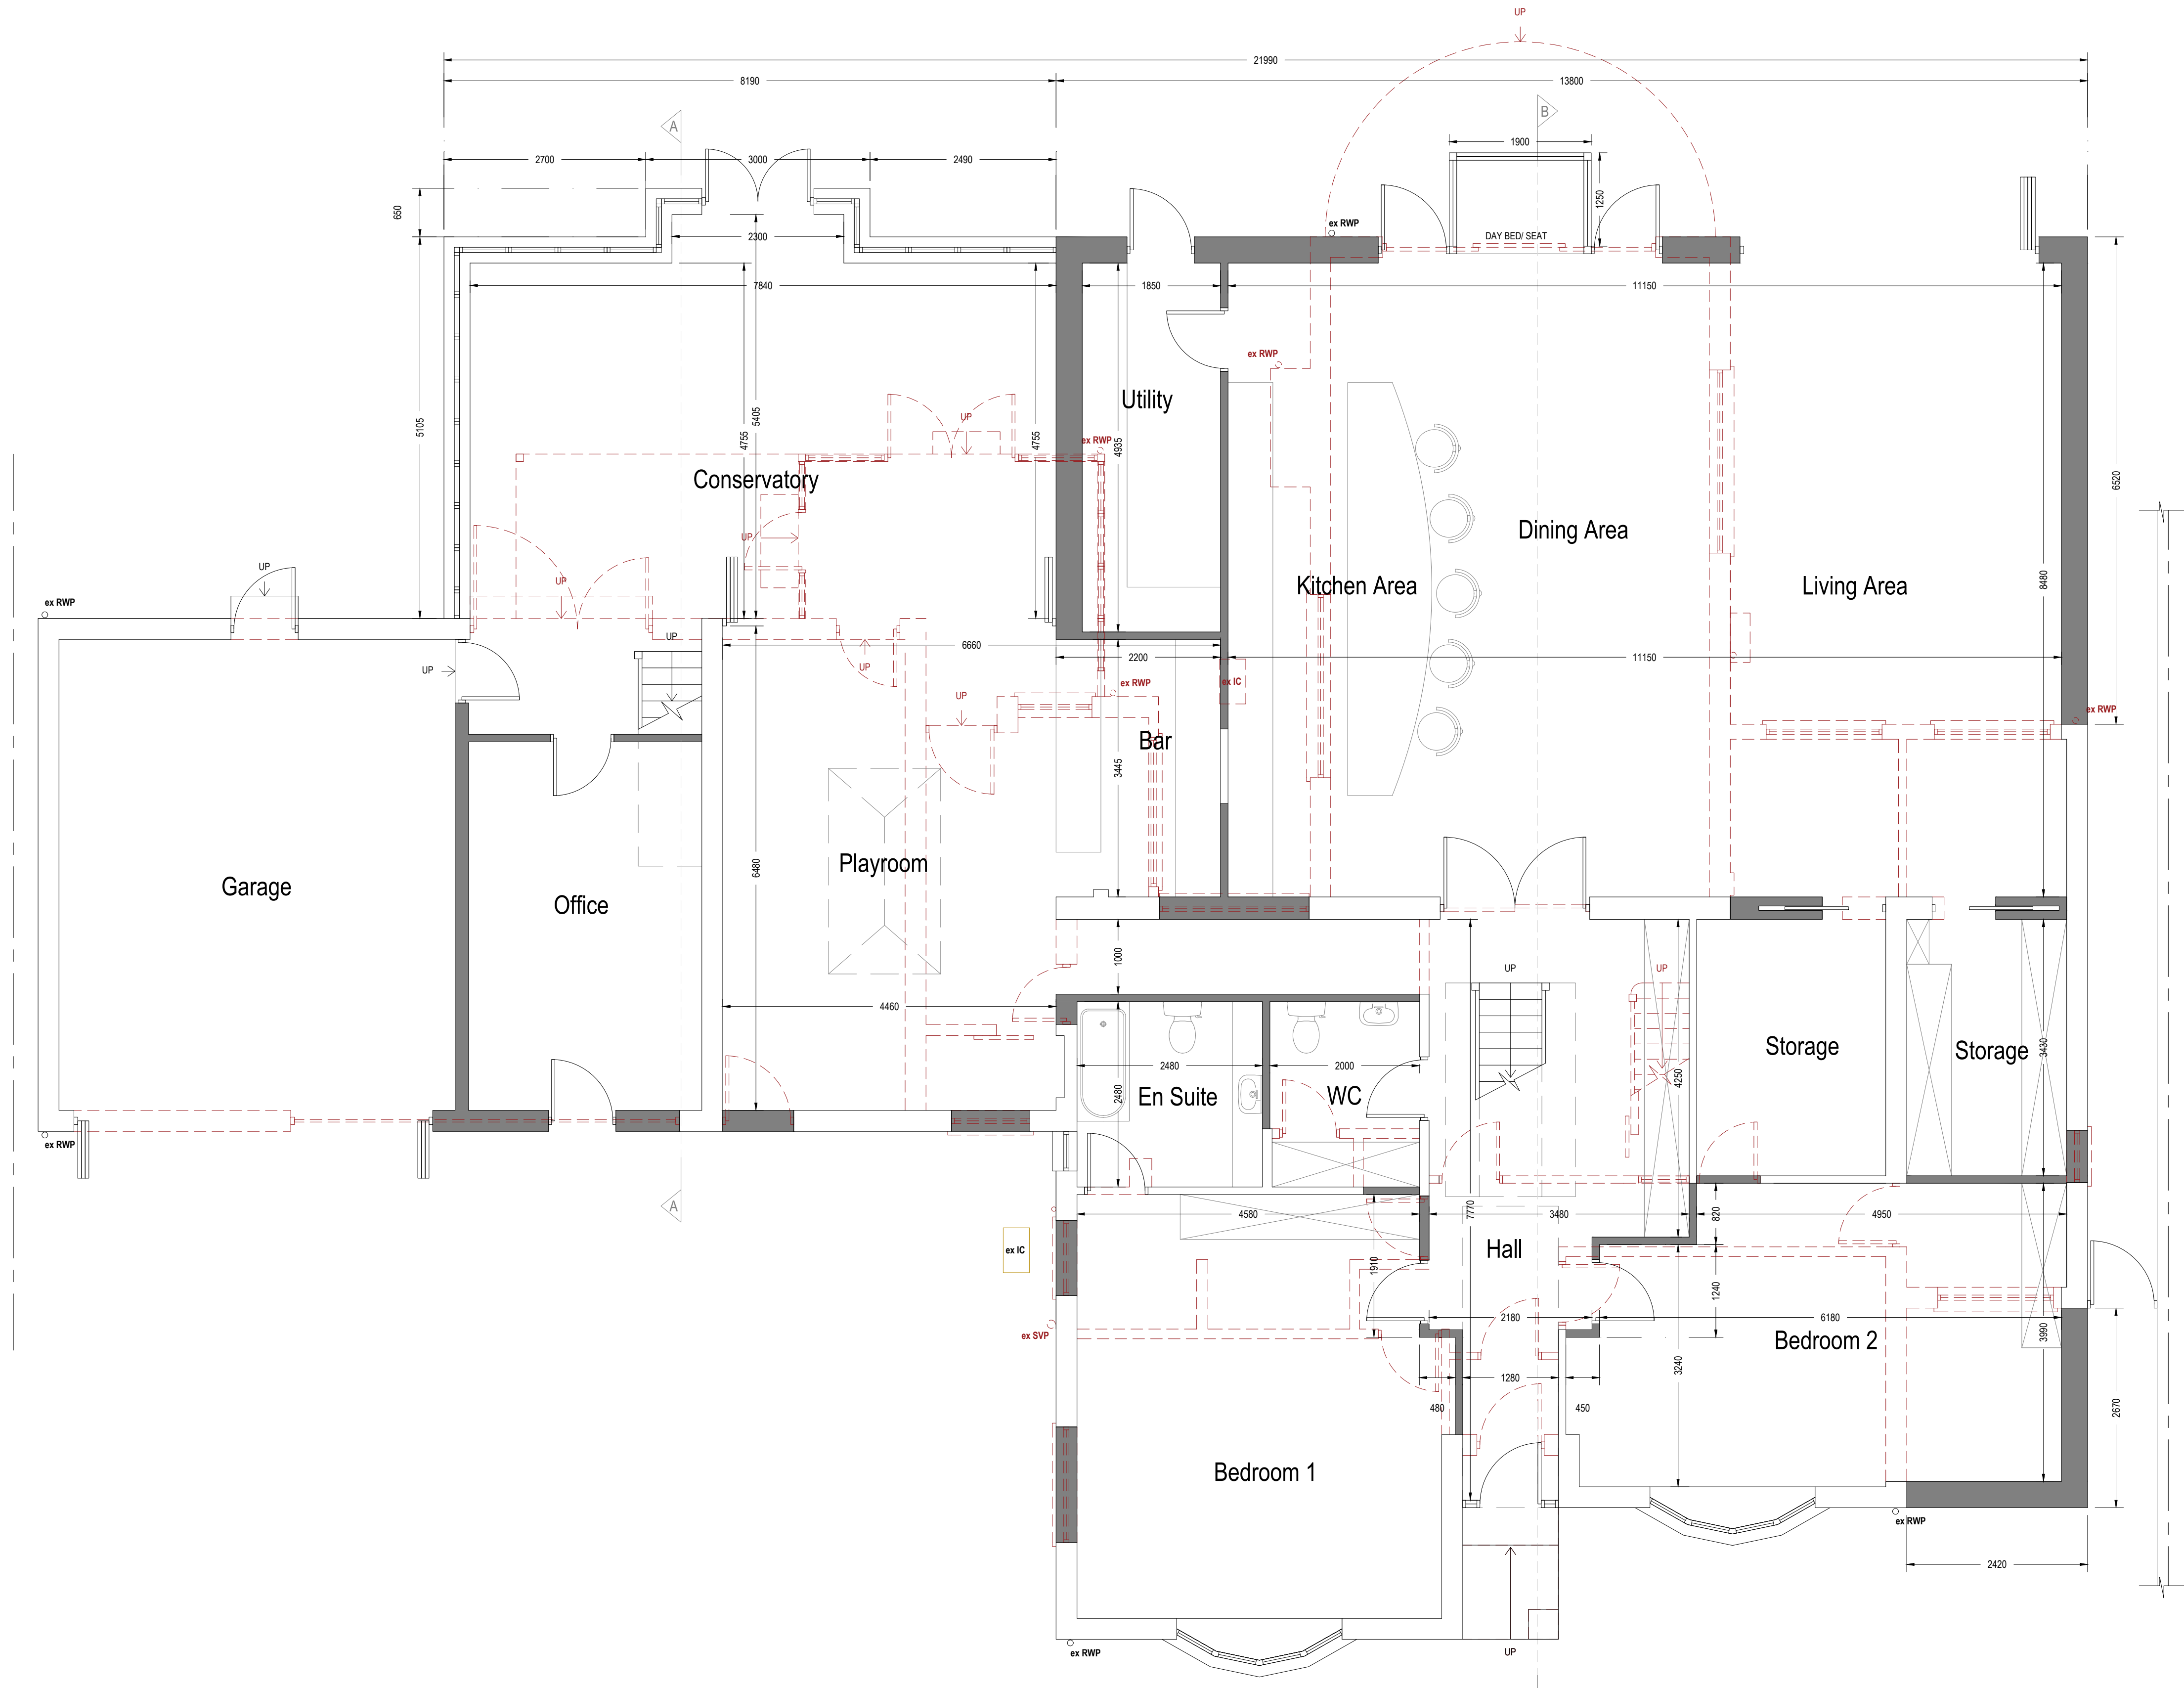 UP
21990
8190
13800
A
B
2700
3000
2490
1900
1250
650
ex RWP
2300
DAY BED/ SEAT
7840
1850
11150
ex RWP
Utility
5105
4755
5405
4755
4935
UP
ex RWP
Conservatory
6520
Dining Area
UP
UP
UP
Kitchen Area
Living Area
8480
ex RWP
UP
UP
6660
2200
11150
UP
UP
ex IC
ex RWP
UP
ex RWP
Bar
3445
Garage
Office
Playroom
6480
1000
UP
UP
4460
Storage
Storage
3430
2480
2000
4250
2480
En Suite
WC
ex RWP
A
4580
7770
3480
820
4950
ex IC
Hall
1910
1240
ex SVP
2180
6180
3990
Bedroom 2
3240
1280
480
450
2670
Bedroom 1
ex RWP
2420
ex RWP
UP